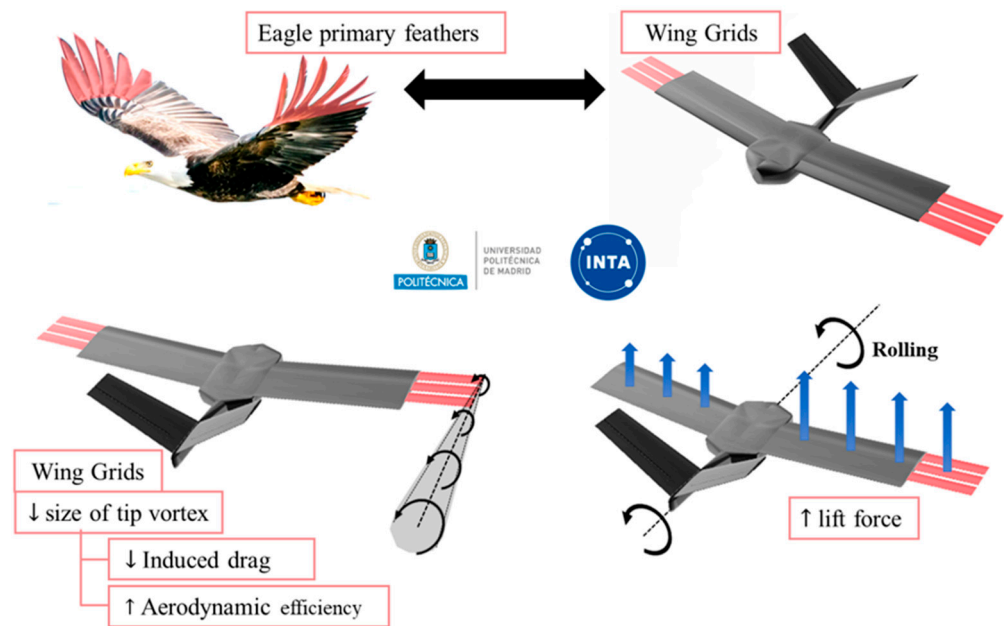 Eagle primary feathers
Wing Grids
POLITÉCNICA
UNIVERSIDAD
POLITÉCNICA
DE MADRID
INTA
Rolling
Wing Grids
↓ size of tip vortex
↓ Induced drag
↑ Aerodynamic efficiency
↑ lift force